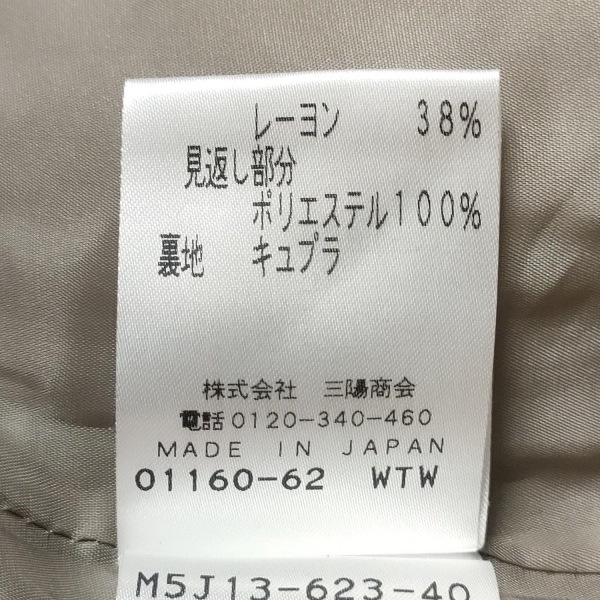 レーヨン 38%
見返し部分
ポリエステル100%
裏地 キュプラ
株式会社 三陽商会
電話0120-340-460
MADE IN JAPAN
01160-62 WTW
M5J13-623-40